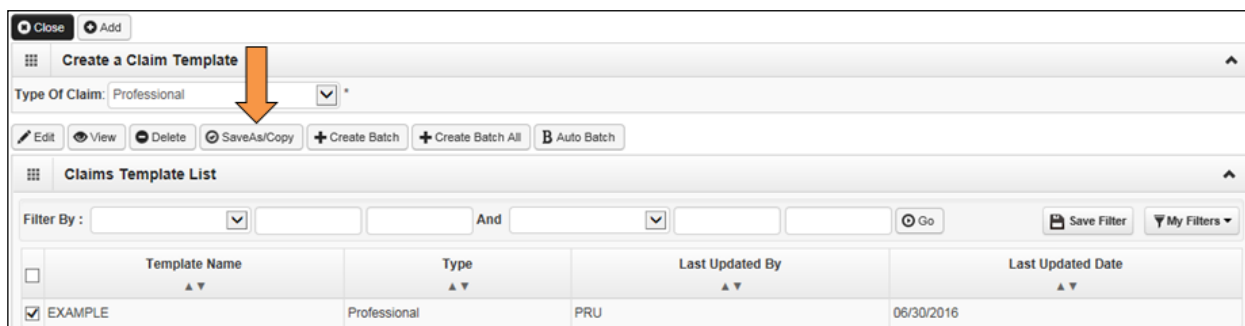 Close Add
Create a Claim Template
Type Of Claim: Professional *
Edit View Delete SaveAs/Copy Create Batch Create Batch All B Auto Batch
Claims Template List
Filter By : And Go Save Filter My Filters
Template Name Type Last Updated By Last Updated Date
EXAMPLE Professional PRU 06/30/2016